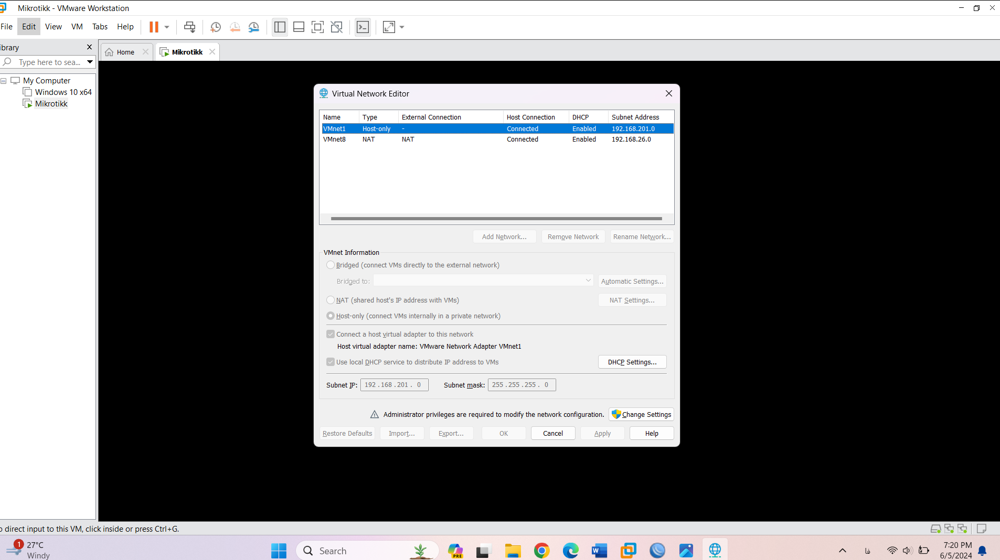 Mikrotikk - VMware Workstation
File Edit View VM Tabs Help
ibrary
Home
Mikrotikk
Type here to sea...
My Computer
Windows 10 x64
Mikrotikk
Virtual Network Editor
Name Type External Connection Host Connection DHCP Subnet Address
VMnet1 Host-only - Connected Enabled 192.168.201.0
VMnet8 NAT NAT Connected Enabled 192.168.26.0
Add Network... Remove Network Rename Network...
VMnet Information
Bridged (connect VMs directly to the external network)
Bridged to: Automatic Settings...
NAT (shared host's IP address with VMs) NAT Settings...
Host-only (connect VMs internally in a private network)
Connect a host virtual adapter to this network
Host virtual adapter name: VMware Network Adapter VMnet1
Use local DHCP service to distribute IP address to VMs DHCP Settings...
Subnet IP: 192 . 168 . 201 . 0 Subnet mask: 255 . 255 . 255 . 0
Administrator privileges are required to modify the network configuration. Change Settings
Restore Defaults Import... Export... OK Cancel Apply Help
o direct input to this VM, click inside or press Ctrl+G.
1
27°C
Windy
Search
PRE
فا
7:20 PM
6/5/2024